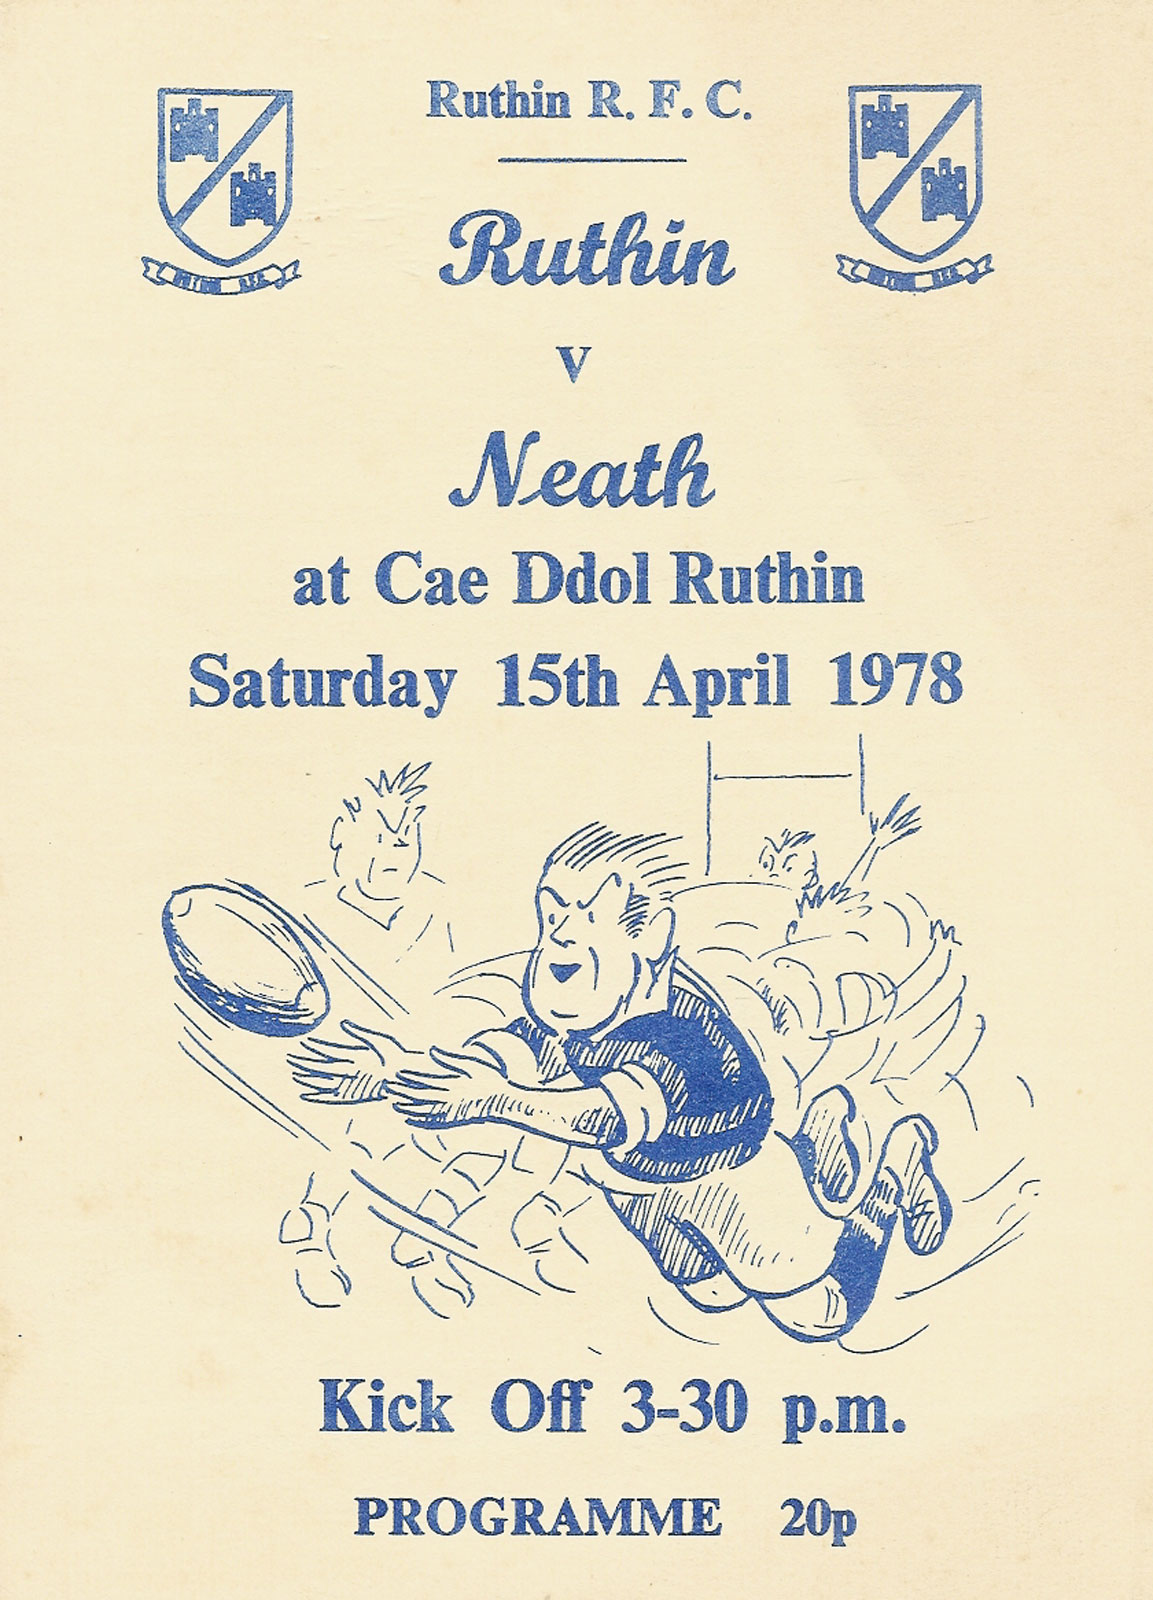 Ruthin R. F. C.
Ruthin
v
Neath
at Cae Ddol Ruthin
Saturday 15th April 1978
Kick Off 3-30 p.m.
PROGRAMME 20p